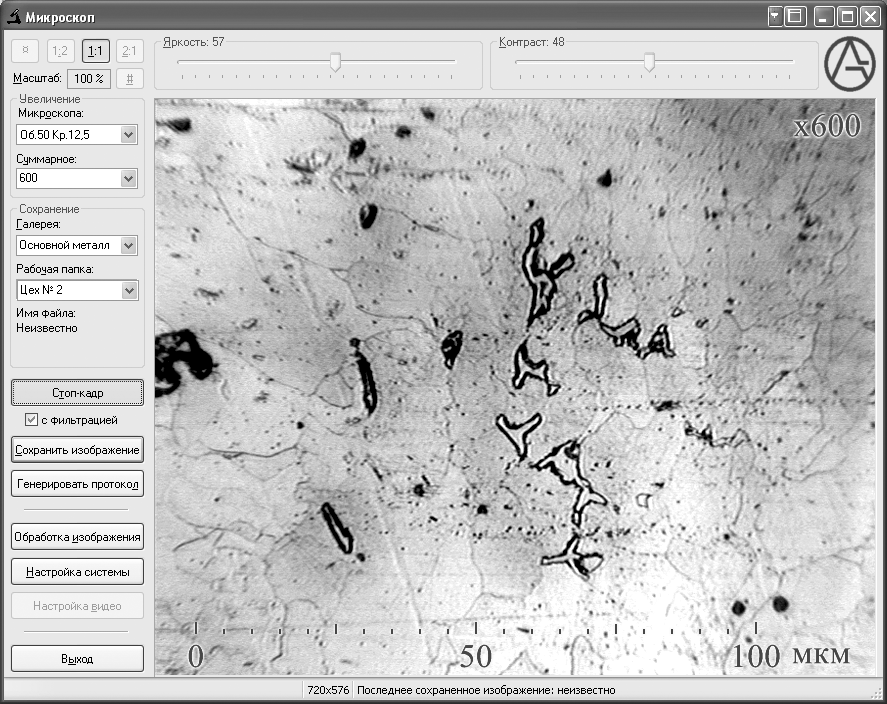 Микроскоп
1:2 1:1 2:1
Масштаб: 100 % #
Яркость: 57
Контраст: 48
Увеличение
Микроскопа:
Об.50 Кр.12,5
Суммарное:
600
Сохранение
Галерея:
Основной металл
Рабочая папка:
Цех № 2
Имя файла:
Неизвестно
Стоп-кадр
с фильтрацией
Сохранить изображение
Генерировать протокол
Обработка изображения
Настройка системы
Настройка видео
Выход
x600
0 50 100 мкм
720x576 Последнее сохраненное изображение: неизвестно